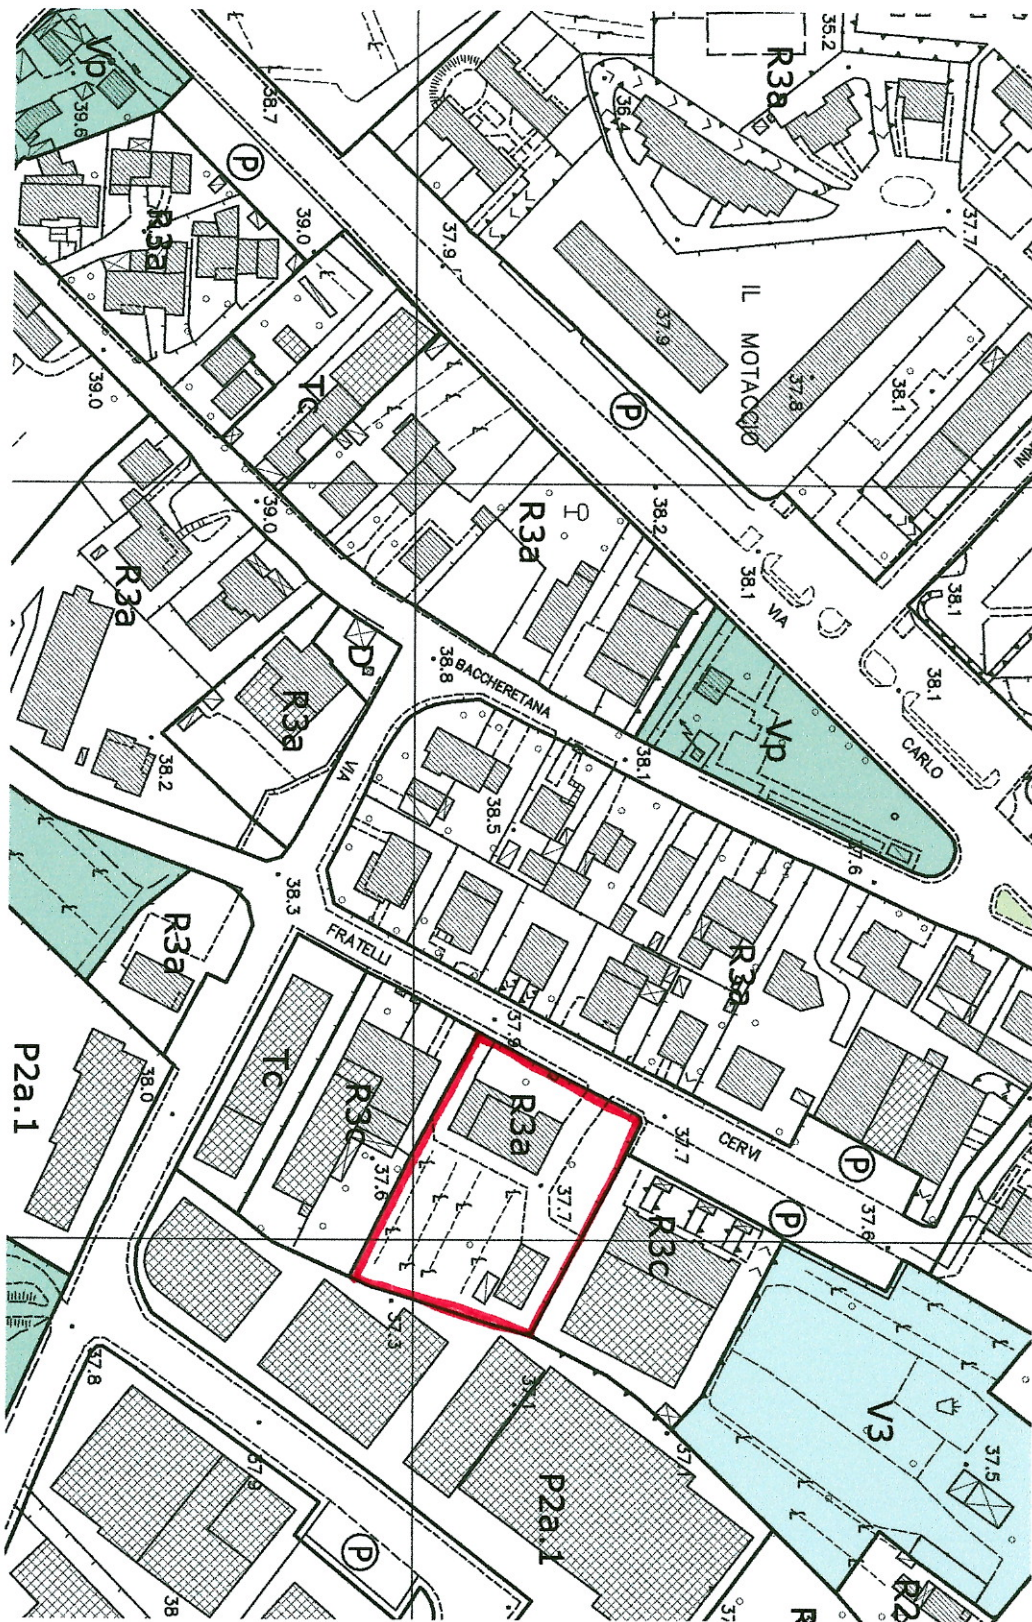 Vp
39.6
38.7
P
R3a
39.0
37.9
36.4
R3a
35.2
37.7
37.9
IL MOTACCIO
37.8
38.1
39.0
Tc
P
39.0
R3a
38.2
38.1
VIA
CARLO
38.1
38.1
R3a
R3a
D
38.8
BACCHERETANA
38.1
Vp
37.6
38.2
VIA
FRATELLI
CERVI
38.5
38.3
R3a
R3a
37.9
37.7
P
P
37.6
P2a.1
38.0
Tc
R3c
37.6
R3a
37.7
R3c
V3
37.5
37.3
37.1
37.1
37.8
37.9
P2a.1
P
38